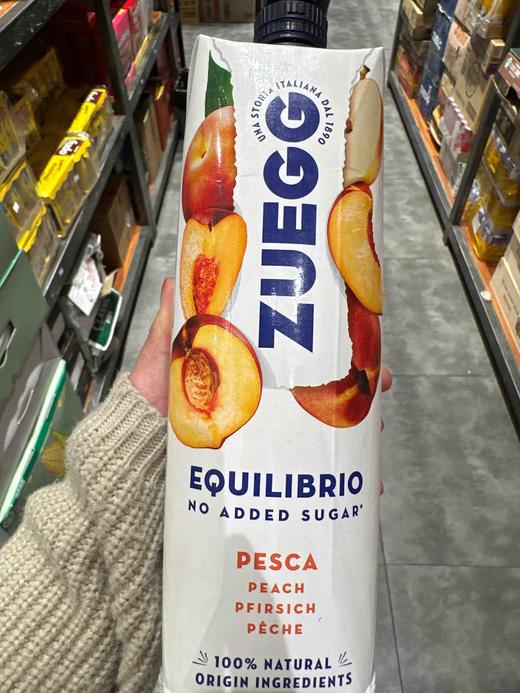 UNA STORIA ITALIANA DAL 1890
ZUEGG
EQUILIBRIO
NO ADDED SUGAR*
PESCA
PEACH
PFIRSICH
PÊCHE
100% NATURAL
ORIGIN INGREDIENTS